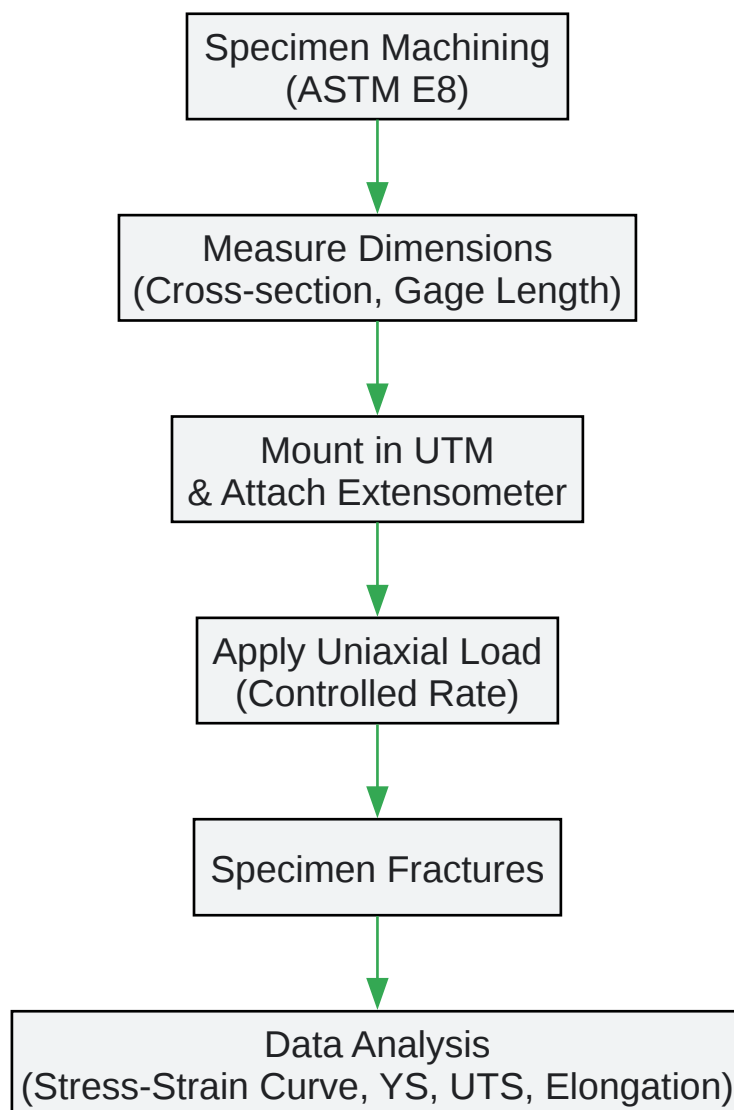 Specimen Machining
(ASTM E8)
Measure Dimensions
(Cross-section, Gage Length)
Mount in UTM
& Attach Extensometer
Apply Uniaxial Load
(Controlled Rate)
Specimen Fractures
Data Analysis
(Stress-Strain Curve, YS, UTS, Elongation)